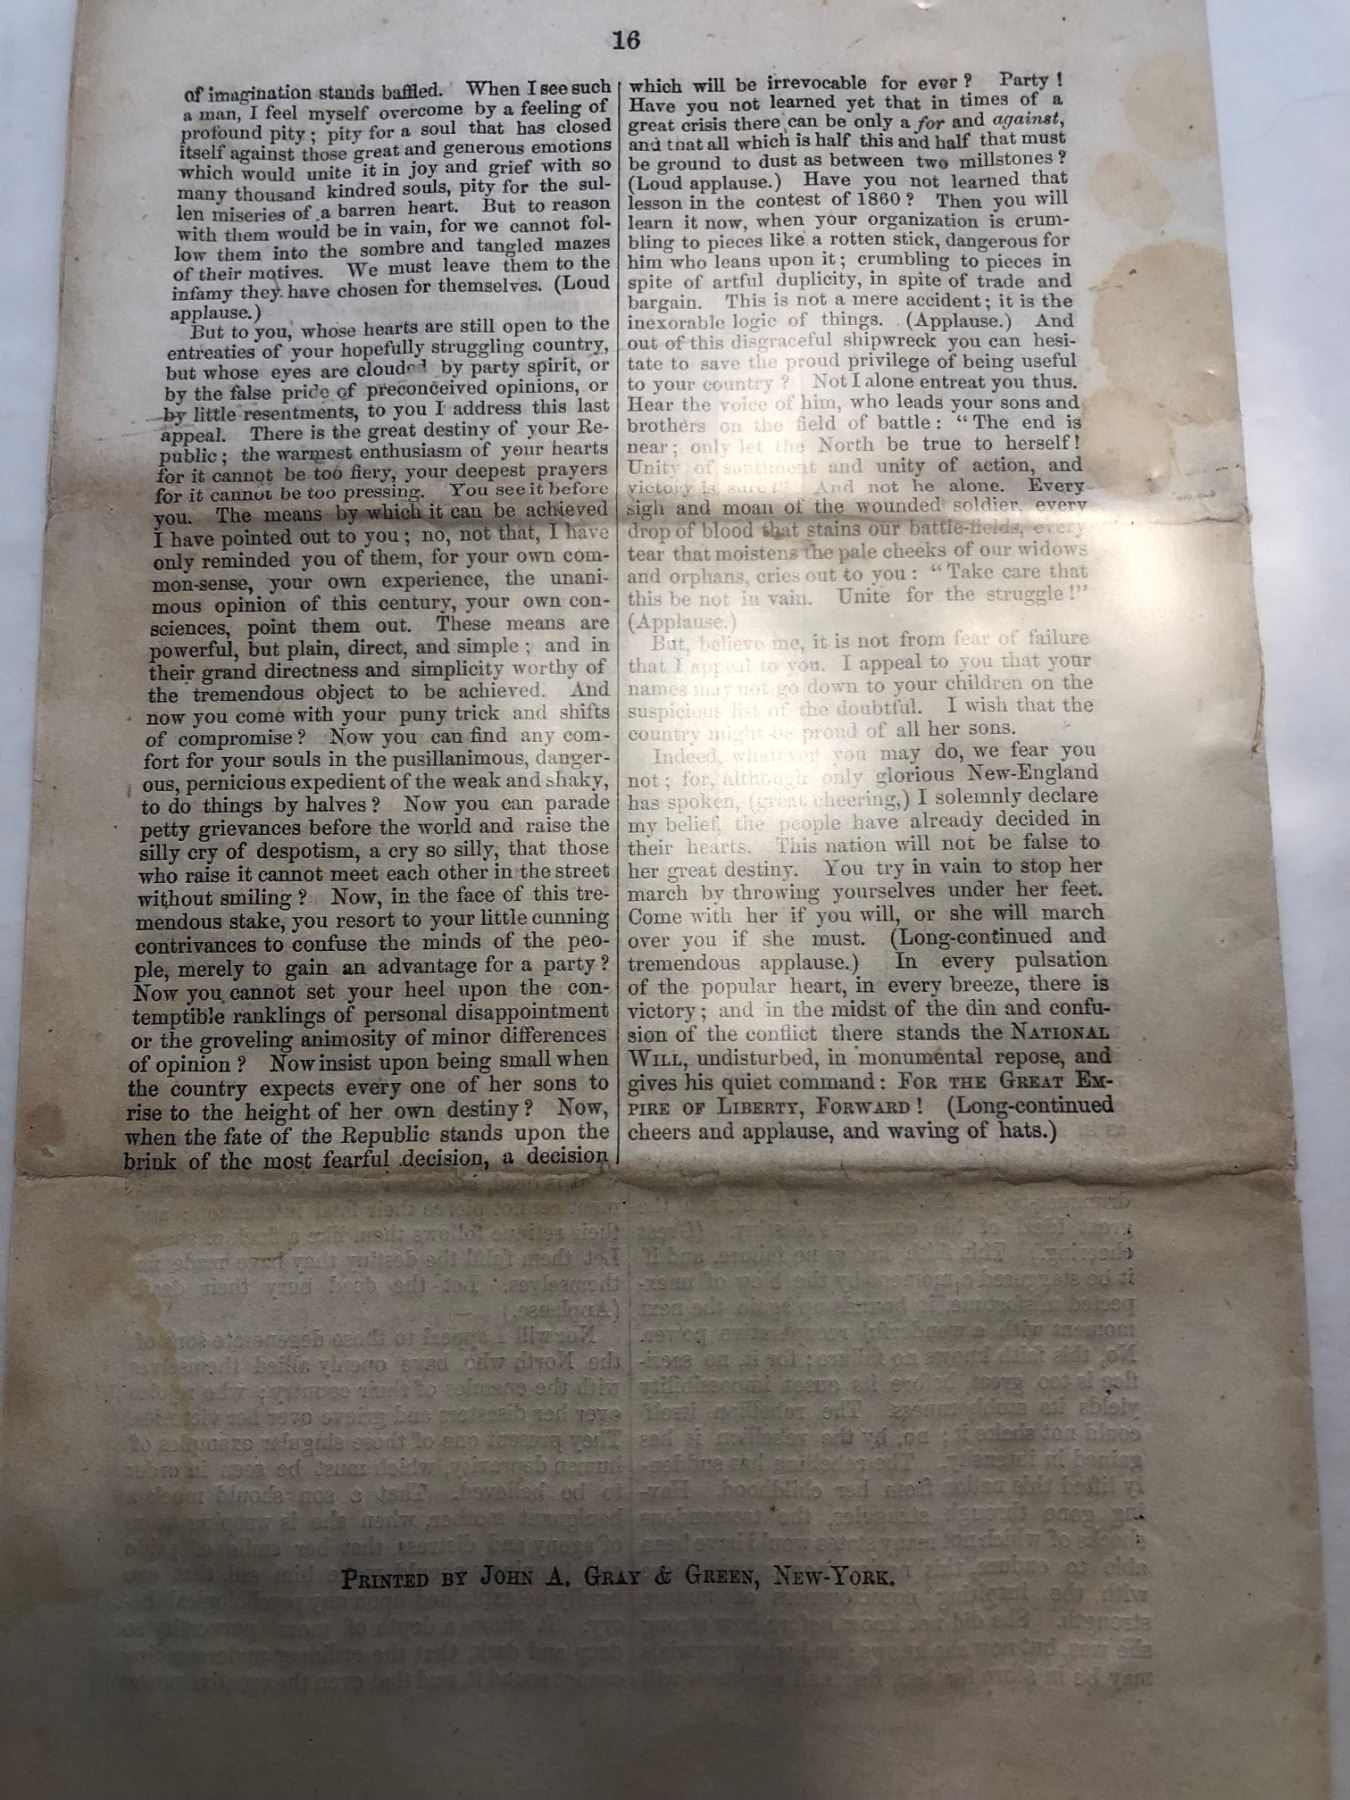 16
of imagination stands baffled. When I see such
a man, I feel myself overcome by a feeling of
profound pity; pity for a soul that has closed
itself against those great and generous emotions
which would unite it in joy and grief with so
many thousand kindred souls, pity for the sul-
len miseries of a barren heart. But to reason
with them would be in vain, for we cannot fol-
low them into the sombre and tangled mazes
of their motives. We must leave them to the
infamy they have chosen for themselves. (Loud
applause.)
But to you, whose hearts are still open to the
entreaties of your hopefully struggling country,
but whose eyes are clouded by party spirit, or
by the false pride of preconceived opinions, or
by little resentments, to you I address this last
appeal. There is the great destiny of your Re-
public; the warmest enthusiasm of your hearts
for it cannot be too fiery, your deepest prayers
for it cannot be too pressing. You see it before
you. The means by which it can be achieved
I have pointed out to you; no, not that, I have
only reminded you of them, for your own com-
mon-sense, your own experience, the unani-
mous opinion of this century, your own con-
sciences, point them out. These means are
powerful, but plain, direct, and simple; and in
their grand directness and simplicity worthy of
the tremendous object to be achieved. And
now you come with your puny trick and shifts
of compromise? Now you can find any com-
fort for your souls in the pusillanimous, danger-
ous, pernicious expedient of the weak and shaky,
to do things by halves? Now you can parade
petty grievances before the world and raise the
silly cry of despotism, a cry so silly, that those
who raise it cannot meet each other in the street
without smiling? Now, in the face of this tre-
mendous stake, you resort to your little cunning
contrivances to confuse the minds of the peo-
ple, merely to gain an advantage for a party?
Now you cannot set your heel upon the con-
temptible ranklings of personal disappointment
or the groveling animosity of minor differences
of opinion? Now insist upon being small when
the country expects every one of her sons to
rise to the height of her own destiny? Now,
when the fate of the Republic stands upon the
brink of the most fearful decision, a decision
which will be irrevocable for ever? Party!
Have you not learned yet that in times of a
great crisis there can be only a for and against,
and that all which is half this and half that must
be ground to dust as between two millstones?
(Loud applause.) Have you not learned that
lesson in the contest of 1860? Then you will
learn it now, when your organization is crum-
bling to pieces like a rotten stick, dangerous for
him who leans upon it; crumbling to pieces in
spite of artful duplicity, in spite of trade and
bargain. This is not a mere accident; it is the
inexorable logic of things. (Applause.) And
out of this disgraceful shipwreck you can hesi-
tate to save the proud privilege of being useful
to your country? Not I alone entreat you thus.
Hear the voice of him, who leads your sons and
brothers on the field of battle: "The end is
near; only let the North be true to herself!
Unity of sentiment and unity of action, and
victory is sure!" And not he alone. Every
sigh and moan of the wounded soldier, every
drop of blood that stains our battle-fields, every
tear that moistens the pale cheeks of our widows
and orphans, cries out to you: "Take care that
this be not in vain. Unite for the struggle!"
(Applause.)
But, believe me, it is not from fear of failure
that I appeal to you. I appeal to you that your
names may not go down to your children on the
suspicious list of the doubtful. I wish that the
country might be proud of all her sons.
Indeed, whatever you may do, we fear you
not; for, although only glorious New-England
has spoken, (great cheering,) I solemnly declare
my belief, the people have already decided in
their hearts. This nation will not be false to
her great destiny. You try in vain to stop her
march by throwing yourselves under her feet.
Come with her if you will, or she will march
over you if she must. (Long-continued and
tremendous applause.) In every pulsation
of the popular heart, in every breeze, there is
victory; and in the midst of the din and confu-
sion of the conflict there stands the NATIONAL
WILL, undisturbed, in monumental repose, and
gives his quiet command: FOR THE GREAT EM-
PIRE OF LIBERTY, FORWARD! (Long-continued
cheers and applause, and waving of hats.)
PRINTED BY JOHN A. GRAY & GREEN, NEW-YORK.